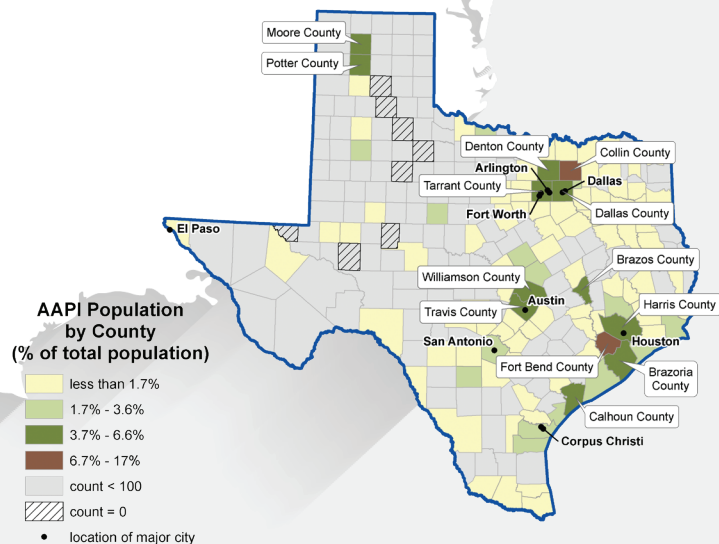 Moore County
Potter County
Denton County
Collin County
Arlington
Dallas
Tarrant County
Fort Worth
Dallas County
El Paso
Brazos County
Williamson County
Austin
Harris County
Travis County
San Antonio
Houston
Fort Bend County
Brazoria
County
Calhoun County
Corpus Christi
AAPI Population
by County
(% of total population)
less than 1.7%
1.7% - 3.6%
3.7% - 6.6%
6.7% - 17%
count < 100
count = 0
location of major city